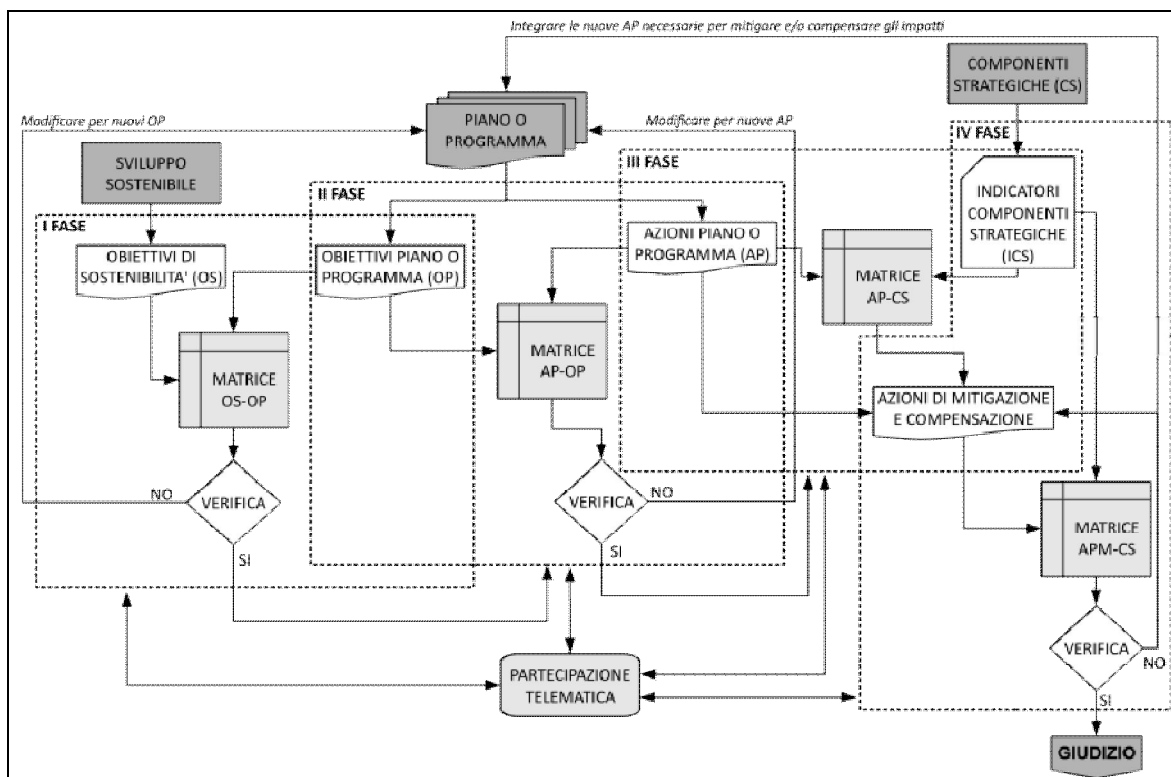 Integrare le nuove AP necessarie per mitigare e/o compensare gli impatti
COMPONENTI
STRATEGICHE (CS)
Modificare per nuovi OP
PIANO O
PROGRAMMA
Modificare per nuove AP
IV FASE
SVILUPPO
SOSTENIBILE
III FASE
II FASE
INDICATORI
COMPONENTI
STRATEGICHE
(ICS)
I FASE
OBIETTIVI DI
SOSTENIBILITA' (OS)
OBIETTIVI PIANO O
PROGRAMMA (OP)
AZIONI PIANO O
PROGRAMMA (AP)
MATRICE
AP-CS
MATRICE
OS-OP
MATRICE
AP-OP
AZIONI DI MITIGAZIONE
E COMPENSAZIONE
NO
VERIFICA
SI
VERIFICA
NO
SI
MATRICE
APM-CS
VERIFICA
NO
SI
PARTECIPAZIONE
TELEMATICA
GIUDIZIO